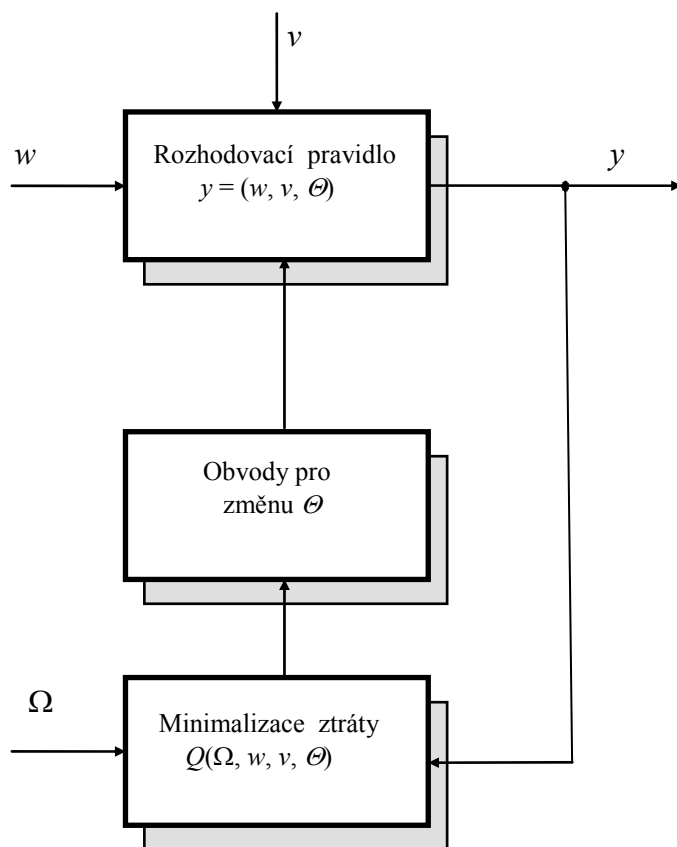 v
w
Rozhodovací pravidlo
y = (w, v, Θ)
y
Obvody pro
změnu Θ
Ω
Minimalizace ztráty
Q(Ω, w, v, Θ)